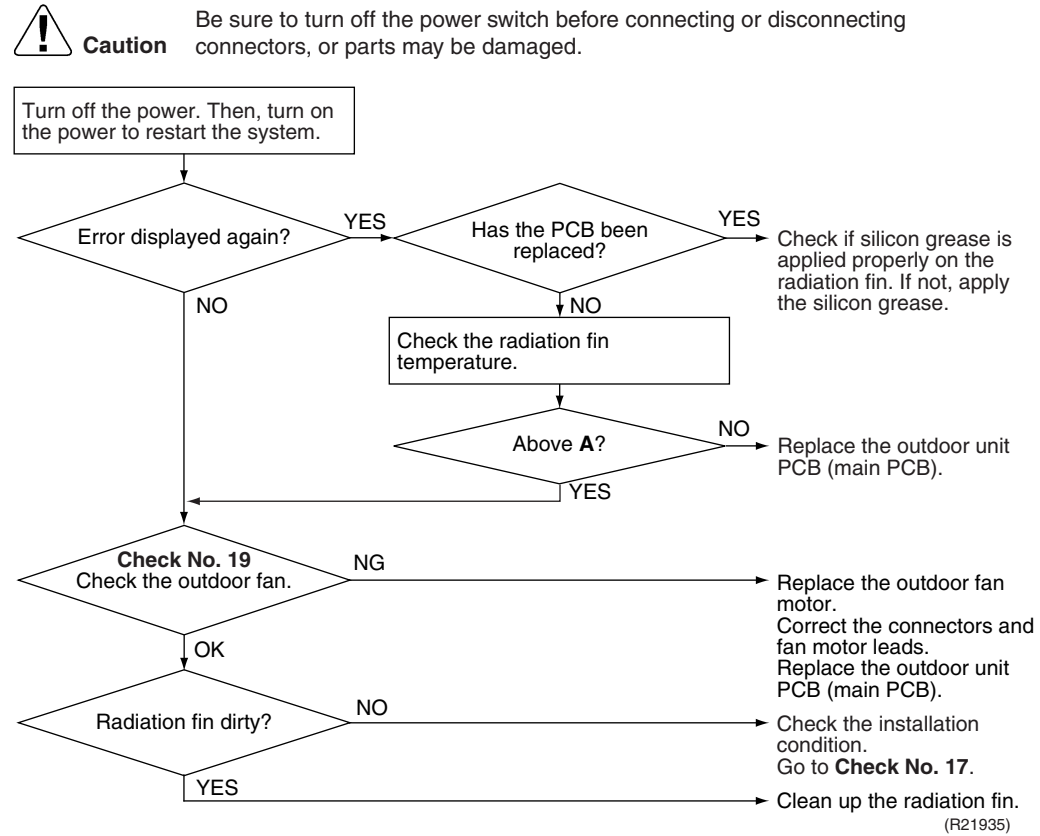 Be sure to turn off the power switch before connecting or disconnecting
Caution connectors, or parts may be damaged.
Turn off the power. Then, turn on
the power to restart the system.
Error displayed again?
YES
Has the PCB been
replaced?
YES
Check if silicon grease is
applied properly on the
radiation fin. If not, apply
the silicon grease.
NO
NO
Check the radiation fin
temperature.
Above A?
NO
Replace the outdoor unit
PCB (main PCB).
YES
Check No. 19
Check the outdoor fan.
NG
Replace the outdoor fan
motor.
Correct the connectors and
fan motor leads.
Replace the outdoor unit
PCB (main PCB).
OK
Radiation fin dirty?
NO
Check the installation
condition.
Go to Check No. 17.
YES
Clean up the radiation fin.
(R21935)